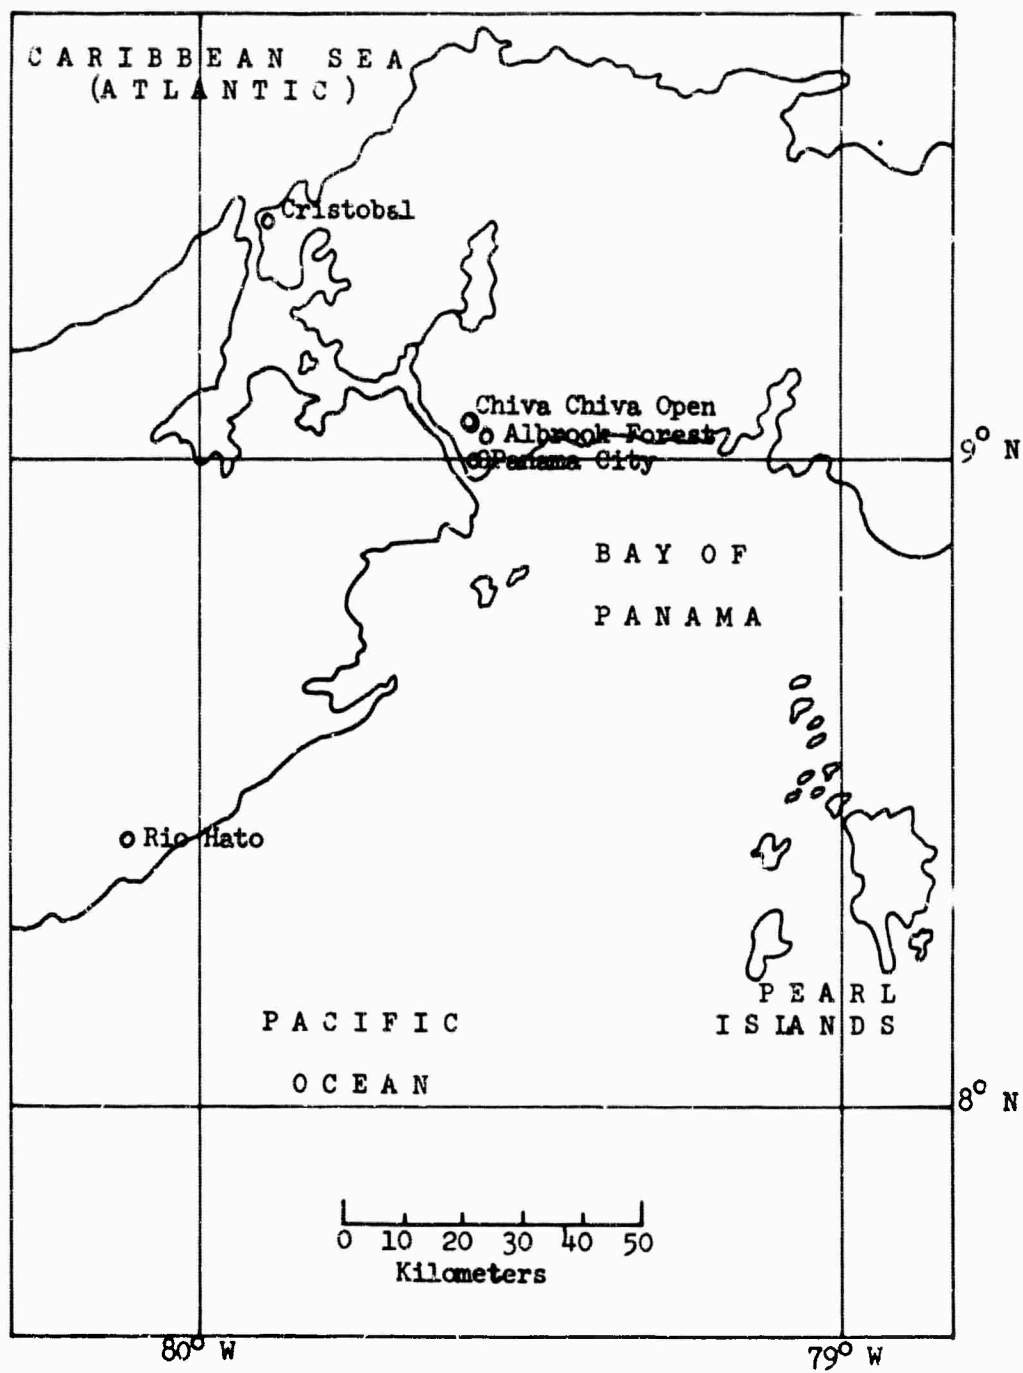 CARIBBEAN SEA
(ATLANTIC)
Cristobal
Chiva Chiva Open
Albrook Forest
Panama City
9° N
BAY OF
PANAMA
Rio Hato
PEARL
ISLANDS
PACIFIC
OCEAN
8° N
0 10 20 30 40 50
Kilometers
80° W
79° W